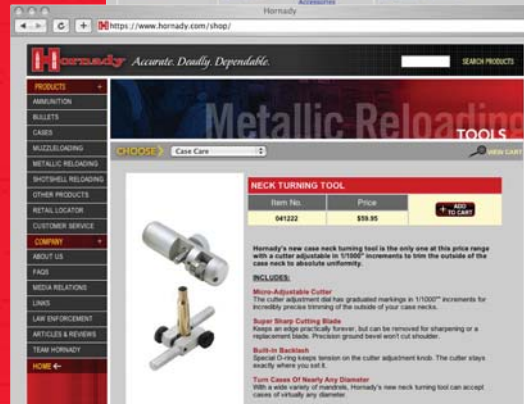 Accessories
Hornady
https://www.hornady.com/shop/
Hornady Accurate. Deadly. Dependable.
SEARCH PRODUCTS
PRODUCTS +
AMMUNITION
BULLETS
CASES
MUZZLELOADING
METALLIC RELOADING
SHOTSHELL RELOADING
OTHER PRODUCTS
RETAIL LOCATOR
CUSTOMER SERVICE
COMPANY +
ABOUT US
FAQS
MEDIA RELATIONS
LINKS
LAW ENFORCEMENT
ARTICLES & REVIEWS
TEAM HORNADY
HOME ←
Metallic Reloading
TOOLS
CHOOSE Case Care
VIEW CART
NECK TURNING TOOL
Item No. Price
041222 $59.95
+ ADD TO CART
Hornady's new case neck turning tool is the only one at this price range
with a cutter adjustable in 1/1000" increments to trim the outside of the
case neck to absolute uniformity.
INCLUDES:
Micro-Adjustable Cutter
The cutter adjustment dial has graduated markings in 1/1000"" increments for
incredibly precise trimming of the outside of your case necks.
Super Sharp Cutting Blade
Keeps an edge practically forever, but can be removed for sharpening or a
replacement blade. Precision ground bevel won't cut shoulder.
Built-In Backlash
Special O-ring keeps tension on the cutter adjustment knob. The cutter stays
exactly where you set it.
Turn Cases Of Nearly Any Diameter
With a wide variety of mandrels, Hornady's new neck turning tool can accept
cases of virtually any diameter.